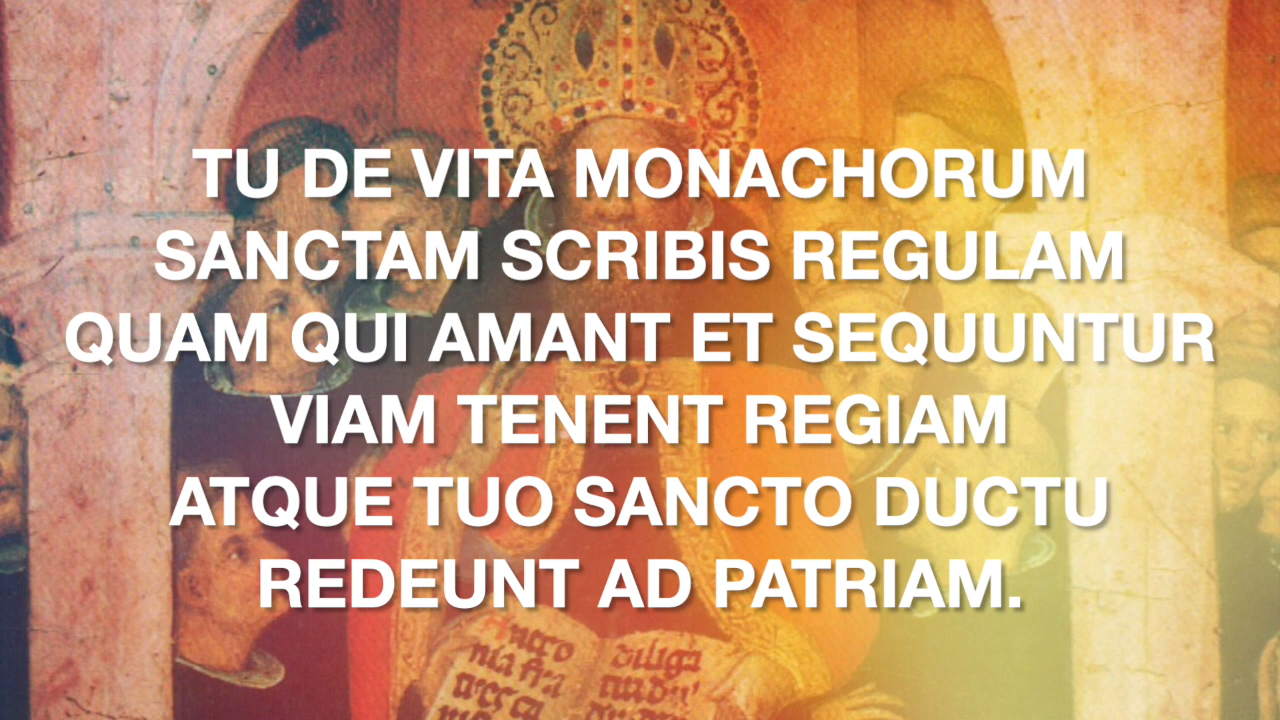 TU DE VITA MONACHORUM
SANCTAM SCRIBIS REGULAM
QUAM QUI AMANT ET SEQUUNTUR
VIAM TENENT REGIAM
ATQUE TUO SANCTO DUCTU
REDEUNT AD PATRIAM.